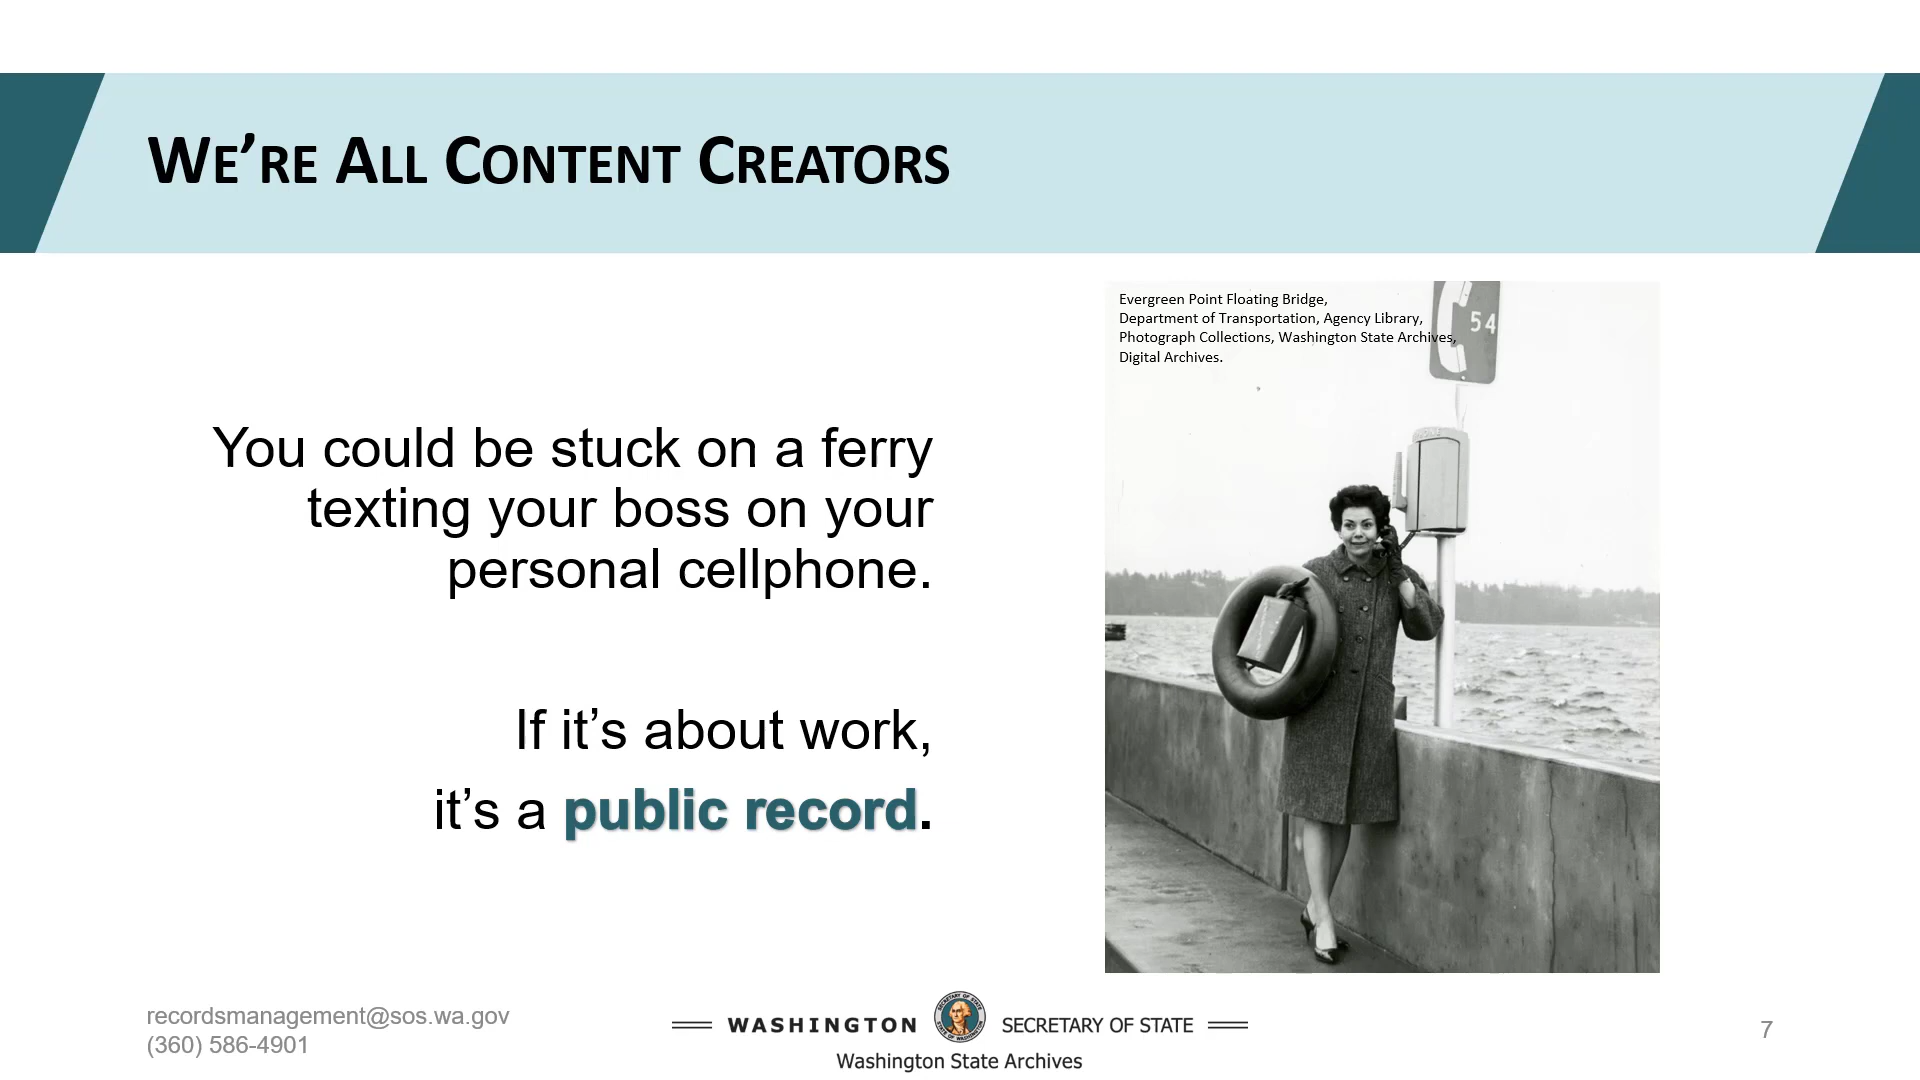 WE’RE ALL CONTENT CREATORS
You could be stuck on a ferry
texting your boss on your
personal cellphone.
If it’s about work,
it’s a public record.
Evergreen Point Floating Bridge,
Department of Transportation, Agency Library,
Photograph Collections, Washington State Archives,
Digital Archives.
54
recordsmanagement@sos.wa.gov
(360) 586-4901
WASHINGTON SECRETARY OF STATE
Washington State Archives
7